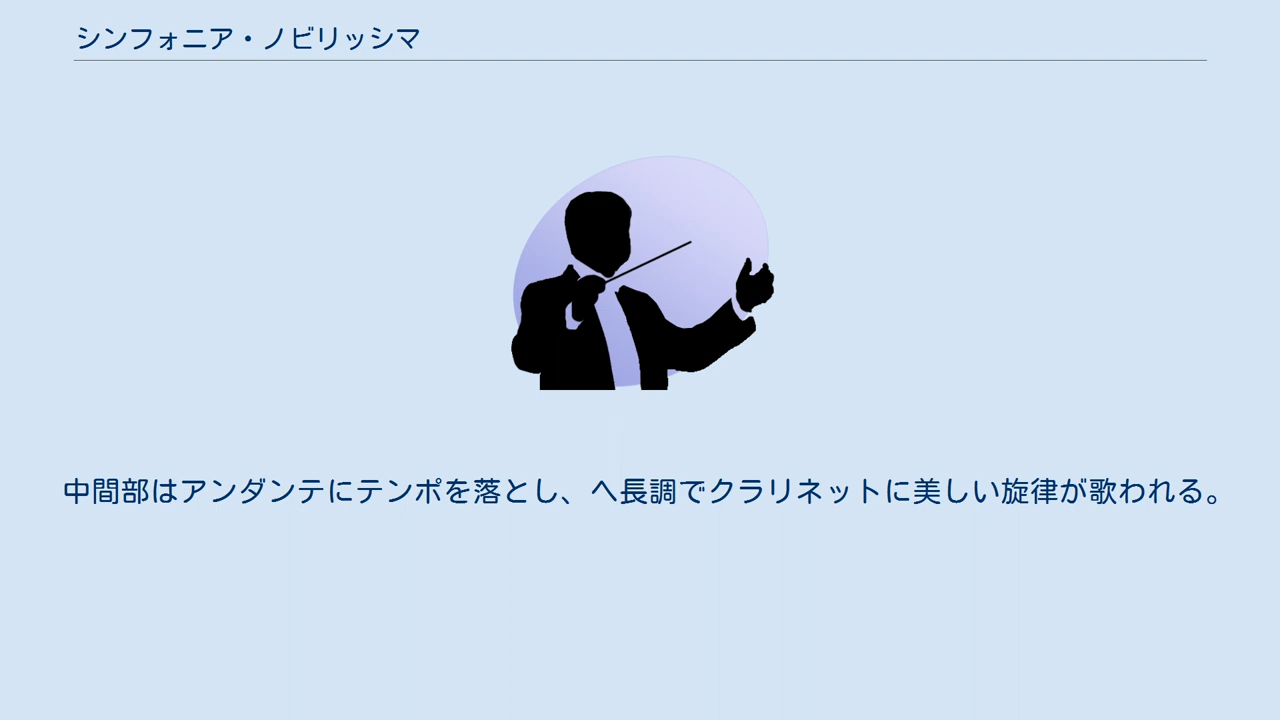 シンフォニア・ノビリッシマ
中間部はアンダンテにテンポを落とし、ヘ長調でクラリネットに美しい旋律が歌われる。